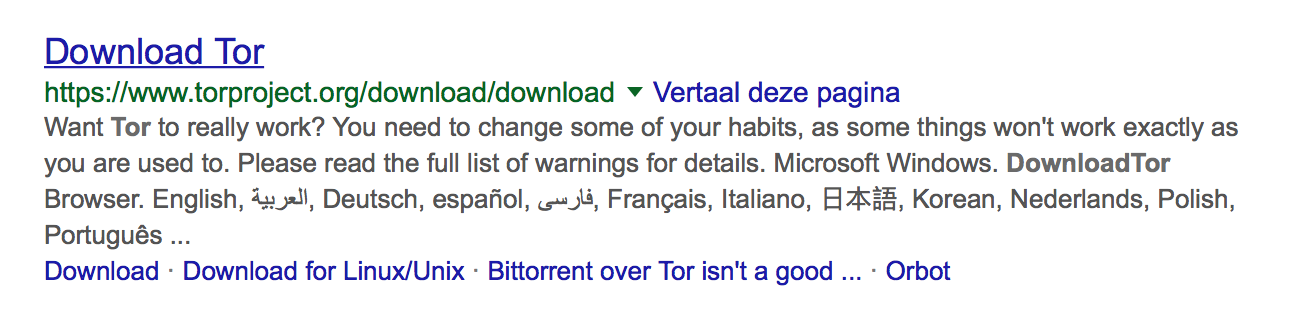 Download Tor
https://www.torproject.org/download/download ▼ Vertaal deze pagina
Want Tor to really work? You need to change some of your habits, as some things won't work exactly as
you are used to. Please read the full list of warnings for details. Microsoft Windows. DownloadTor
Browser. English, العربية, Deutsch, español, فارسی, Français, Italiano, 日本語, Korean, Nederlands, Polish,
Português ...
Download · Download for Linux/Unix · Bittorrent over Tor isn't a good ... · Orbot